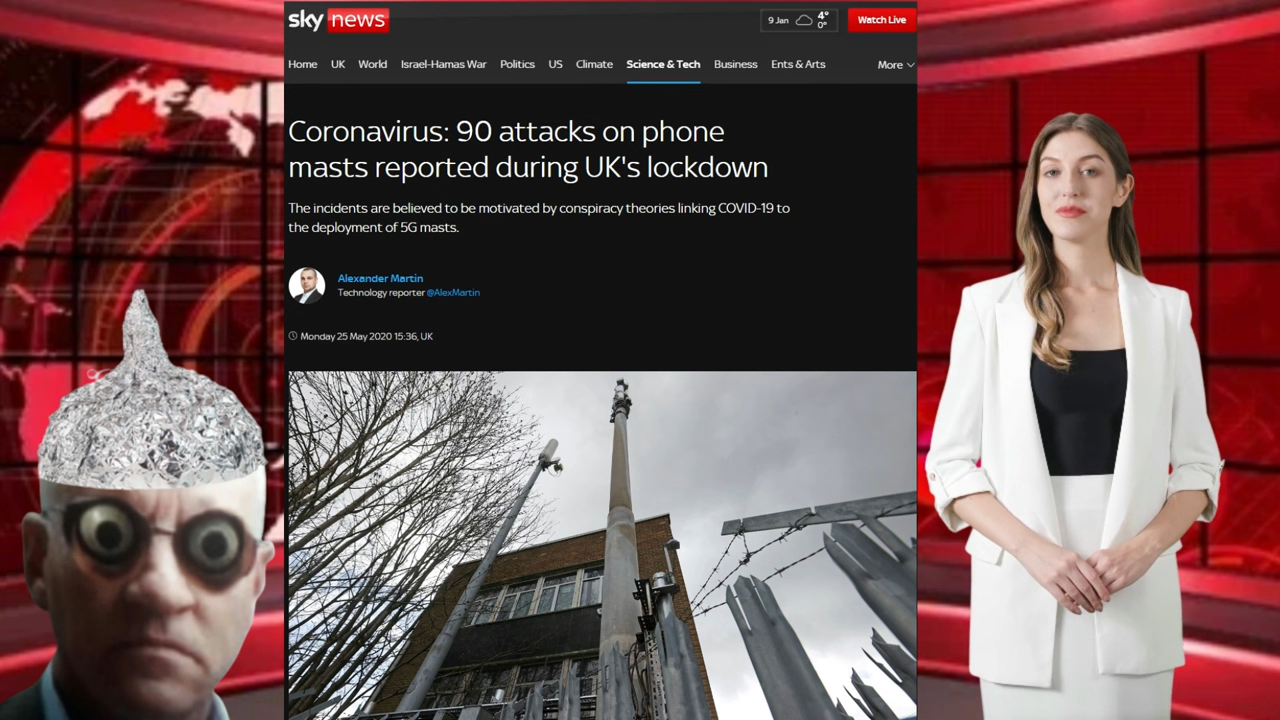 sky news
9 Jan
4°
0°
Watch Live
Home UK World Israel-Hamas War Politics US Climate Science & Tech Business Ents & Arts More
Coronavirus: 90 attacks on phone
masts reported during UK's lockdown
The incidents are believed to be motivated by conspiracy theories linking COVID-19 to
the deployment of 5G masts.
Alexander Martin
Technology reporter @AlexMartin
Monday 25 May 2020 15:36, UK